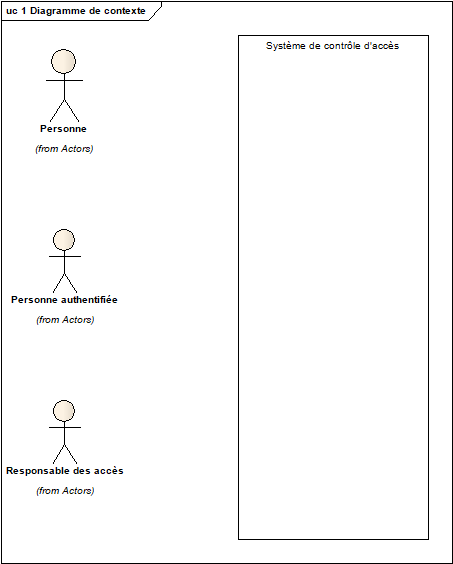 uc 1 Diagramme de contexte
Système de contrôle d'accès
Personne
(from Actors)
Personne authentifiée
(from Actors)
Responsable des accès
(from Actors)